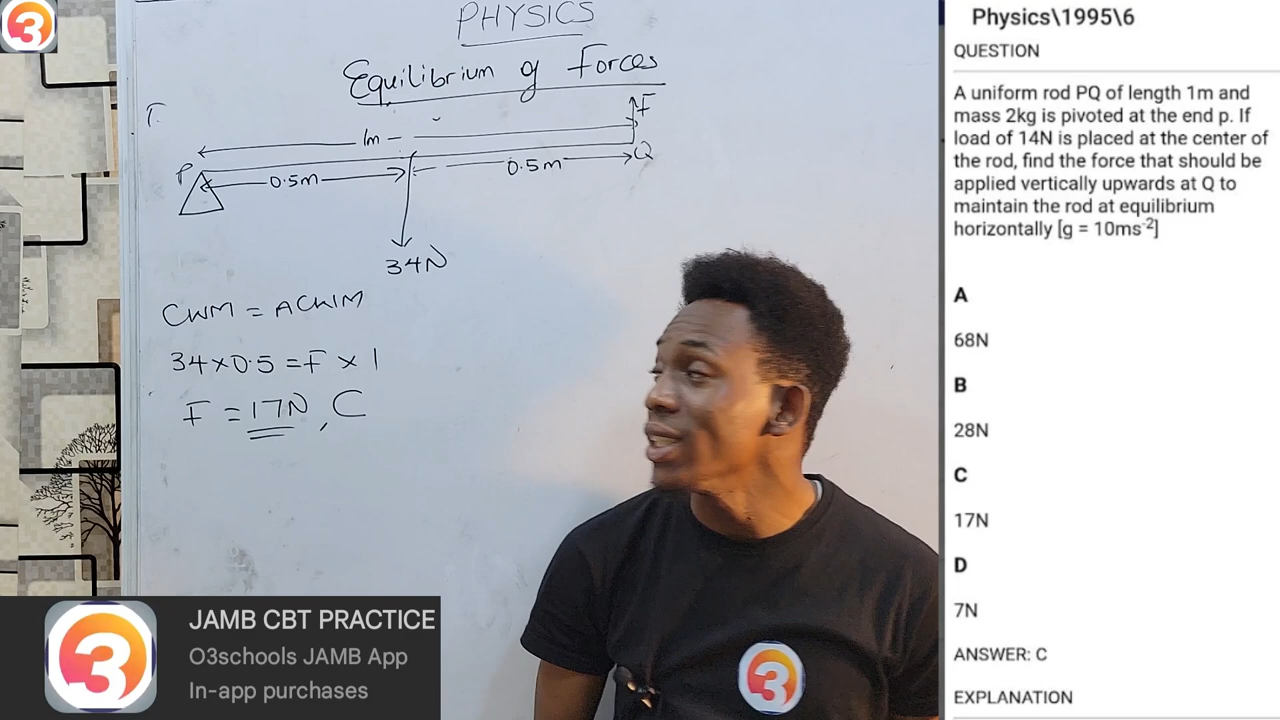 3
PHYSICS
Equilibrium of Forces
F
1m
P
0.5m
0.5m
Q
34N
CWM = ACWM
34×0.5 = F × 1
F = 17N, C
3
JAMB CBT PRACTICE
O3schools JAMB App
In-app purchases
3
Physics\1995\6
QUESTION
A uniform rod PQ of length 1m and
mass 2kg is pivoted at the end p. If
load of 14N is placed at the center of
the rod, find the force that should be
applied vertically upwards at Q to
maintain the rod at equilibrium
horizontally [g = 10ms⁻²]
A
68N
B
28N
C
17N
D
7N
ANSWER: C
EXPLANATION